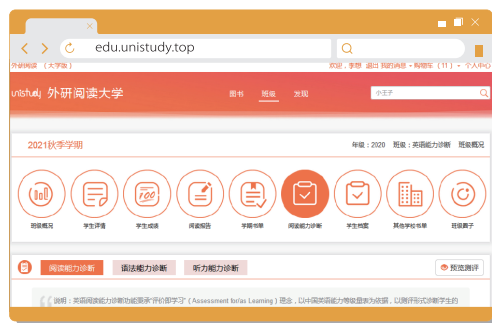 edu.unistudy.top
外研阅读 （大学版）
欢迎，李想 退出 我的消息 购物车 （11） 个人中心
unistudy 外研阅读大学
图书 班级 发现
小王子
2021秋季学期
年级：2020 班级：英语能力诊断 班级概况
100
班级概况 学生详情 学生成绩 阅读报告 学期书单 阅读能力诊断 学生档案 其他学校书单 班级圈子
阅读能力诊断 语法能力诊断 听力能力诊断 预览测评
说明：英语阅读能力诊断功能秉承“评价即学习”（Assessment for/as Learning）理念，以中国英语能力等级量表为依据，以测评形式诊断学生的